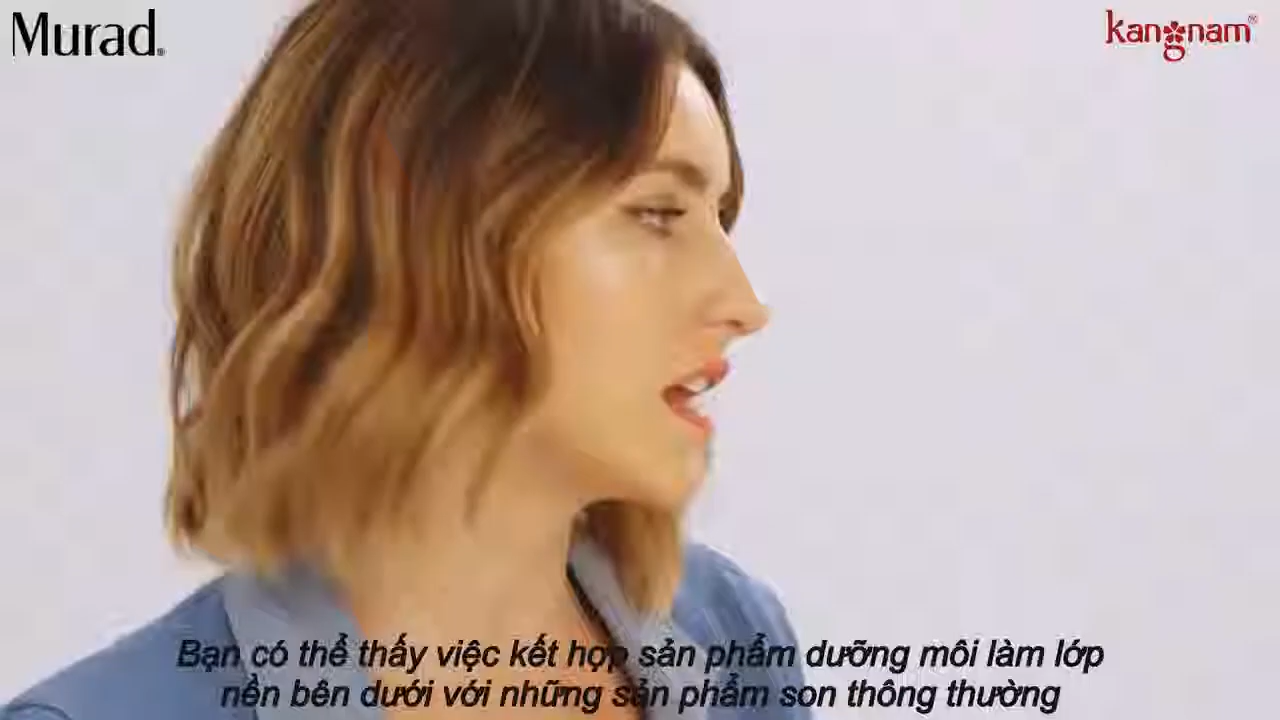 Murad.
kangnam®
Bạn có thể thấy việc kết hợp sản phẩm dưỡng môi làm lớp
nền bên dưới với những sản phẩm son thông thường